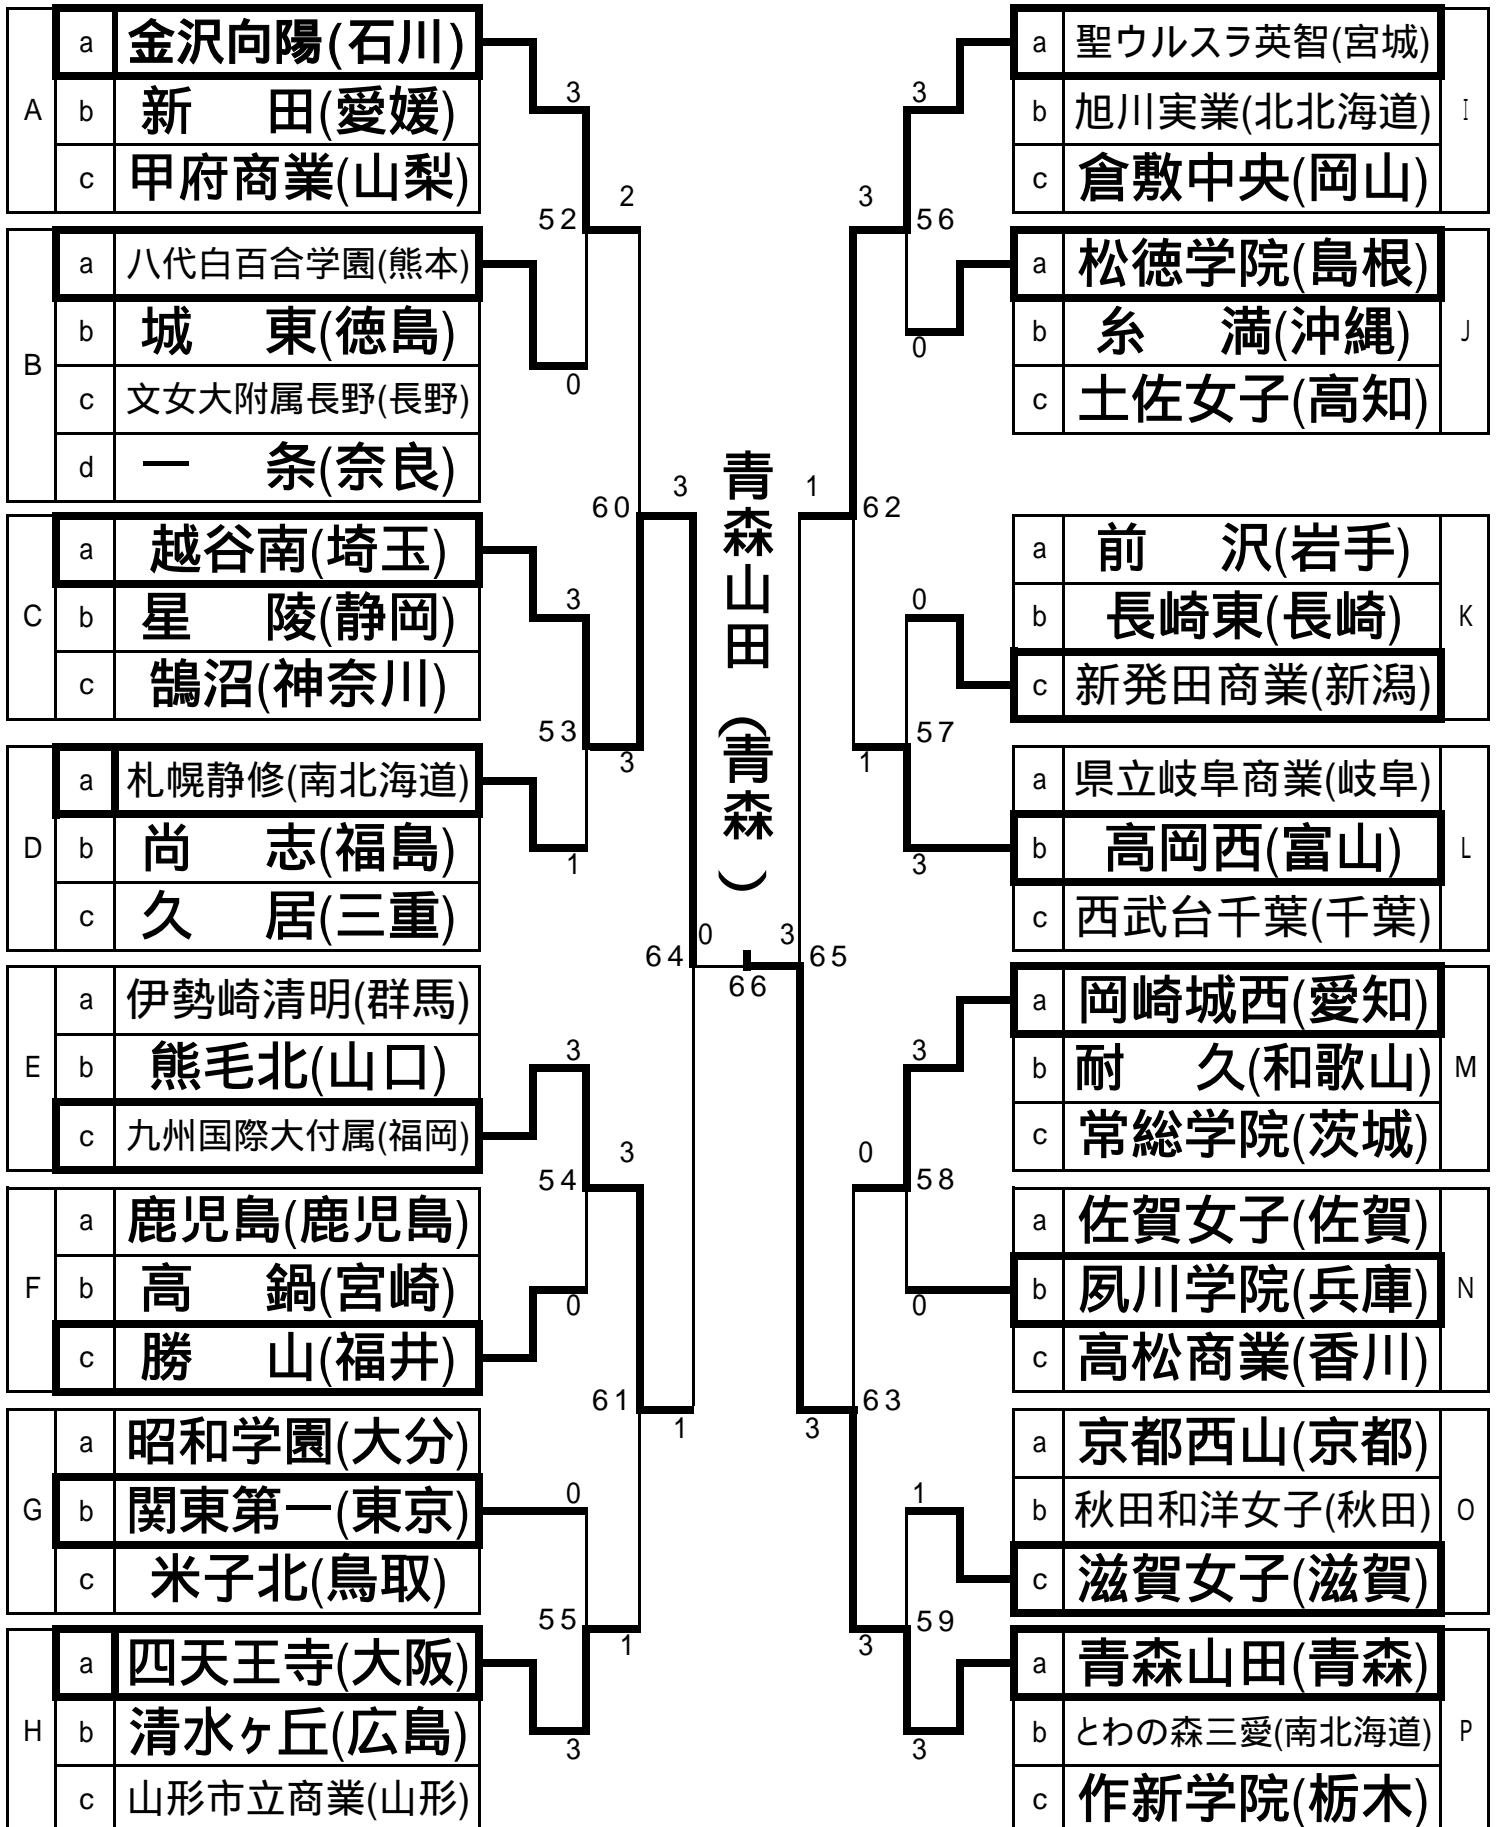 A
a 金沢向陽(石川)
b 新 田(愛媛)
c 甲府商業(山梨)
B
a 八代白百合学園(熊本)
b 城 東(徳島)
c 文女大附属長野(長野)
d 一 条(奈良)
C
a 越谷南(埼玉)
b 星 陵(静岡)
c 鵠沼(神奈川)
D
a 札幌静修(南北海道)
b 尚 志(福島)
c 久 居(三重)
E
a 伊勢崎清明(群馬)
b 熊毛北(山口)
c 九州国際大付属(福岡)
F
a 鹿児島(鹿児島)
b 高 鍋(宮崎)
c 勝 山(福井)
G
a 昭和学園(大分)
b 関東第一(東京)
c 米子北(鳥取)
H
a 四天王寺(大阪)
b 清水ヶ丘(広島)
c 山形市立商業(山形)
3
52
0
2
3
53
1
3
60
3
3
54
0
3
0
55
3
1
61
1
64
0
青森山田(青森)
66
3
65
1
62
3
3
56
0
0
57
3
1
3
58
0
0
63
3
1
59
3
3
I
a 聖ウルスラ英智(宮城)
b 旭川実業(北北海道)
c 倉敷中央(岡山)
J
a 松徳学院(島根)
b 糸 満(沖縄)
c 土佐女子(高知)
K
a 前 沢(岩手)
b 長崎東(長崎)
c 新発田商業(新潟)
L
a 県立岐阜商業(岐阜)
b 高岡西(富山)
c 西武台千葉(千葉)
M
a 岡崎城西(愛知)
b 耐 久(和歌山)
c 常総学院(茨城)
N
a 佐賀女子(佐賀)
b 夙川学院(兵庫)
c 高松商業(香川)
O
a 京都西山(京都)
b 秋田和洋女子(秋田)
c 滋賀女子(滋賀)
P
a 青森山田(青森)
b とわの森三愛(南北海道)
c 作新学院(栃木)